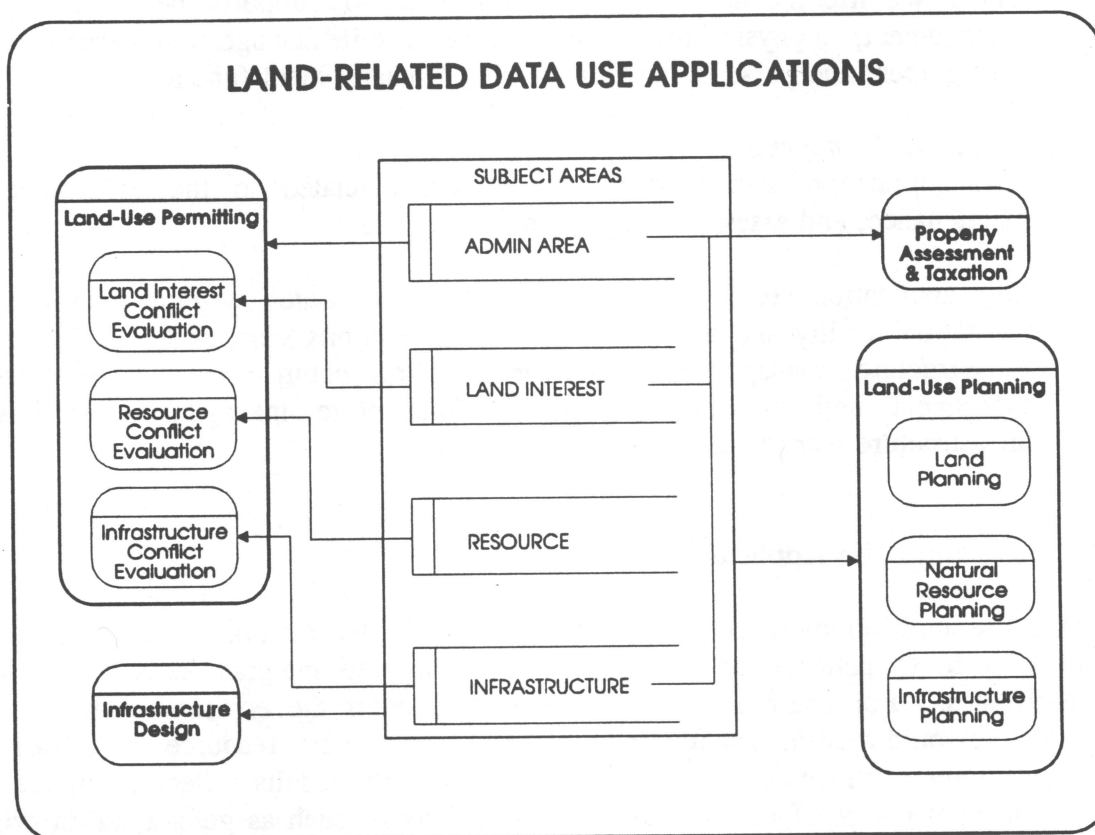 LAND-RELATED DATA USE APPLICATIONS
Land-Use Permitting
Land Interest
Conflict
Evaluation
Resource
Conflict
Evaluation
Infrastructure
Conflict
Evaluation
Infrastructure
Design
SUBJECT AREAS
ADMIN AREA
LAND INTEREST
RESOURCE
INFRASTRUCTURE
Property
Assessment
& Taxation
Land-Use Planning
Land
Planning
Natural
Resource
Planning
Infrastructure
Planning